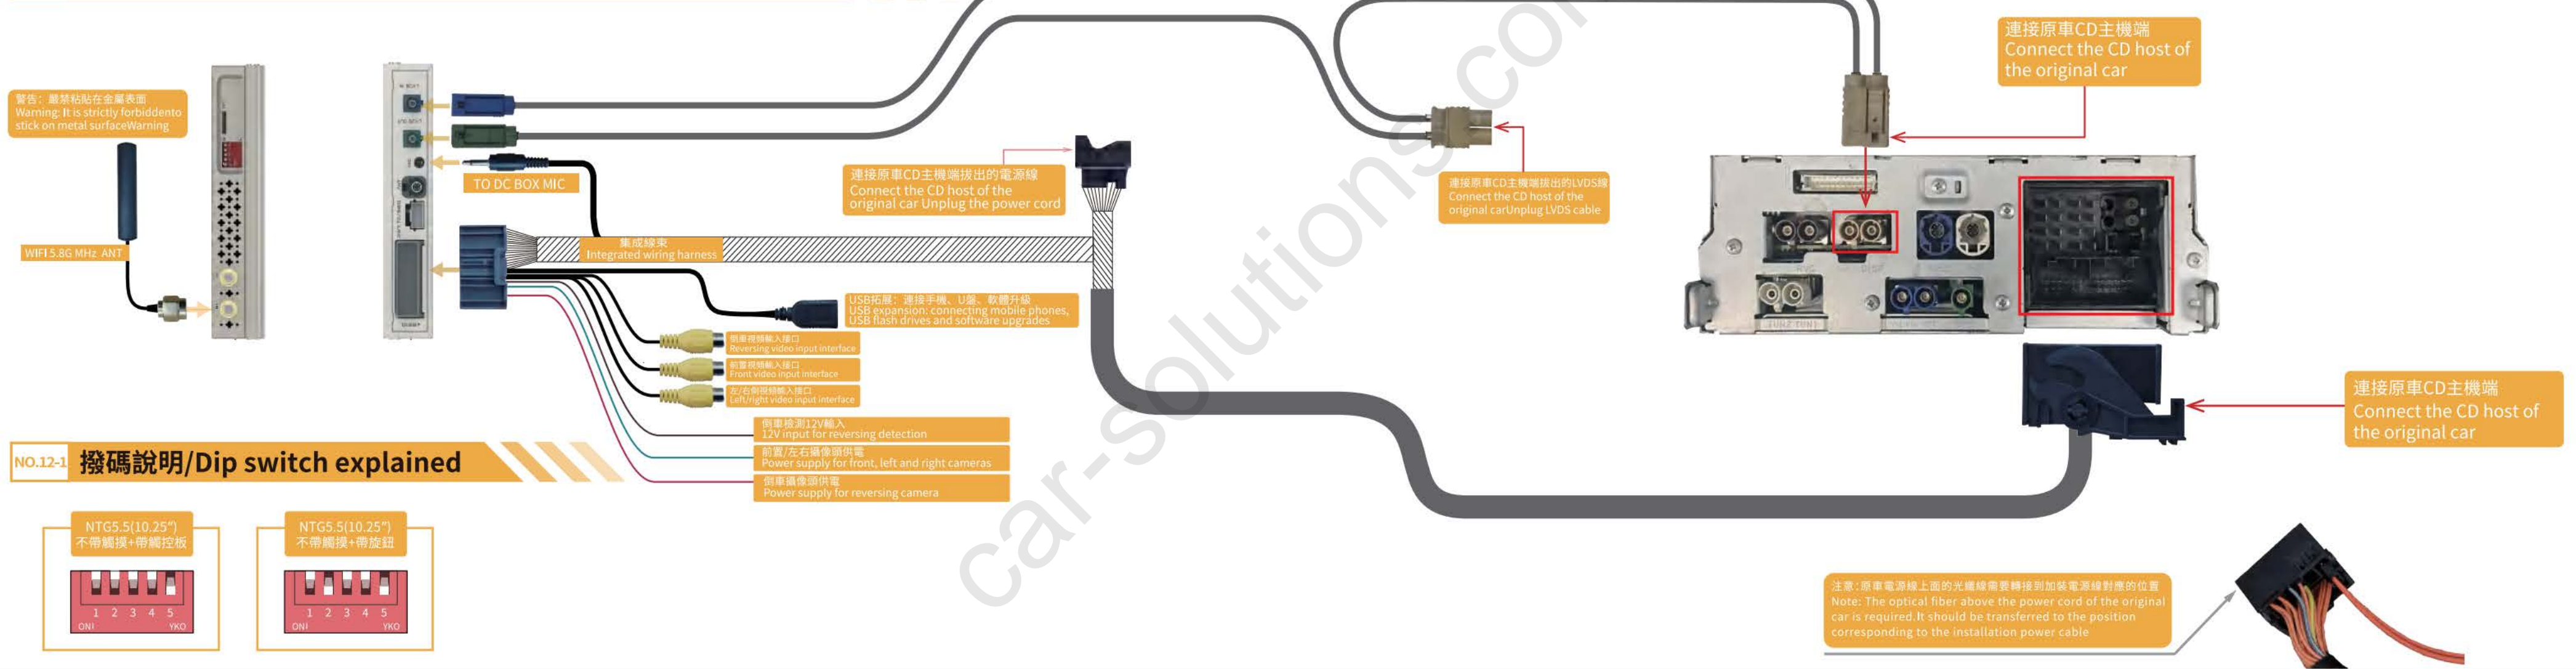 連接原車CD主機端
Connect the CD host of
the original car
警告：嚴禁粘貼在金屬表面
Warning: It is strictly forbiddento
stick on metal surfaceWarning
TO DC BOX MIC
連接原車CD主機端拔出的電源線
Connect the CD host of the
original car Unplug the power cord
連接原車CD主機端拔出的LVDS線
Connect the CD host of the
original carUnplug LVDS cable
WIFI 5.8G MHz ANT
集成線束
Integrated wiring harness
USB拓展：連接手機、U盤、軟體升級
USB expansion: connecting mobile phones,
USB flash drives and software upgrades
倒車視頻輸入接口
Reversing video input interface
前置視頻輸入接口
Front video input interface
左/右側視頻輸入接口
Left/right video input interface
倒車檢測12V輸入
12V input for reversing detection
前置/左右攝像頭供電
Power supply for front, left and right cameras
倒車攝像頭供電
Power supply for reversing camera
連接原車CD主機端
Connect the CD host of
the original car
NO.12-1 撥碼說明/Dip switch explained
NTG5.5(10.25")
不帶觸摸+帶觸控板
1 2 3 4 5
ON! YKO
NTG5.5(10.25")
不帶觸摸+帶旋鈕
1 2 3 4 5
ON! YKO
注意：原車電源線上面的光纖線需要轉接到加裝電源線對應的位置
Note: The optical fiber above the power cord of the original
car is required.It should be transferred to the position
corresponding to the installation power cable
car-solutions.com